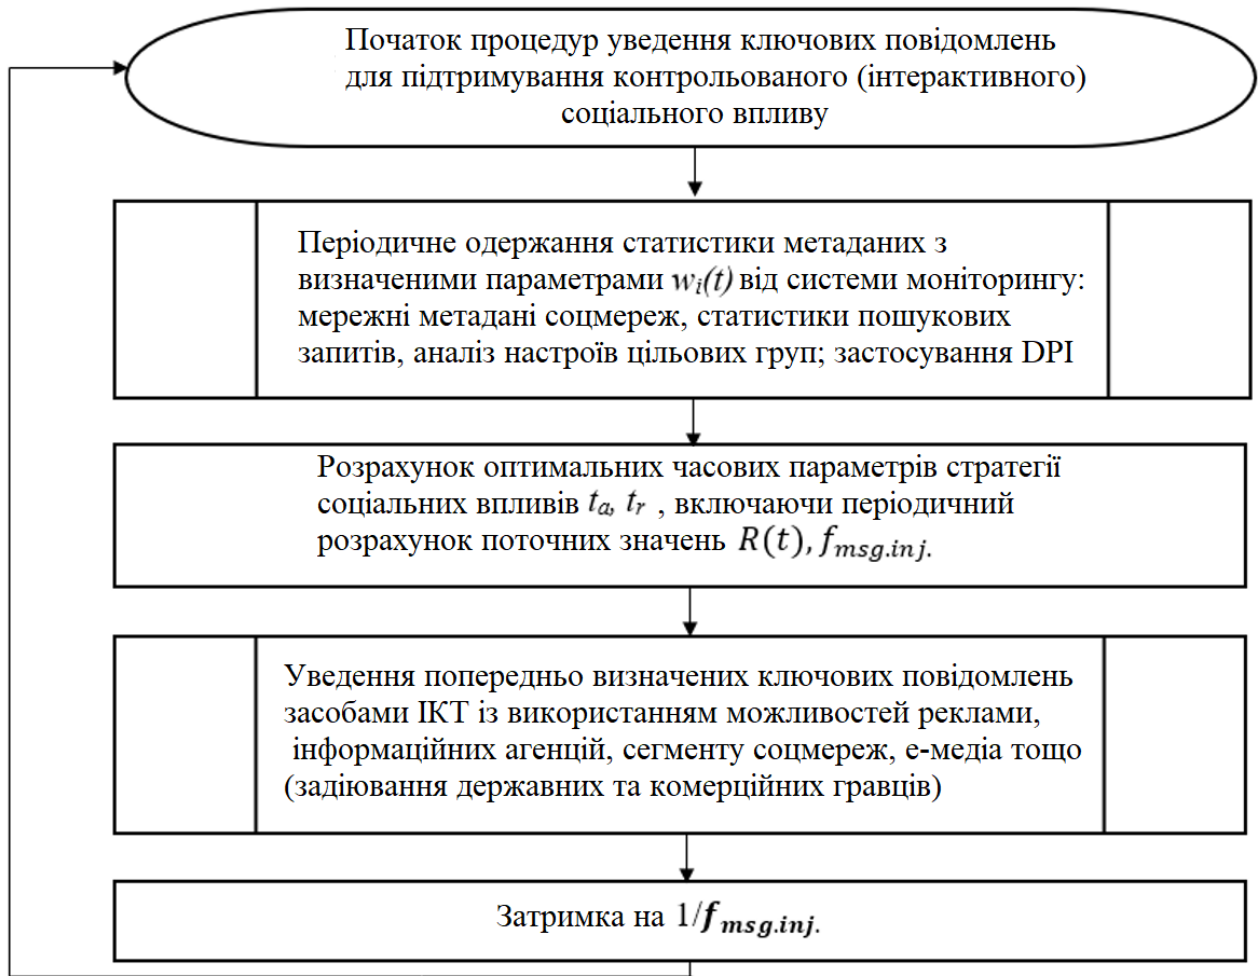 Початок процедур уведення ключових повідомлень
для підтримування контрольованого (інтерактивного)
соціального впливу
Періодичне одержання статистики метаданих з
визначеними параметрами wᵢ(t) від системи моніторингу:
мережні метадані соцмереж, статистики пошукових
запитів, аналіз настроїв цільових груп; застосування DPI
Розрахунок оптимальних часових параметрів стратегії
соціальних впливів tₐ, tᵣ , включаючи періодичний
розрахунок поточних значень R(t), f_msg.inj.
Уведення попередньо визначених ключових повідомлень
засобами ІКТ із використанням можливостей реклами,
інформаційних агенцій, сегменту соцмереж, е-медіа тощо
(задіювання державних та комерційних гравців)
Затримка на 1/f_msg.inj.